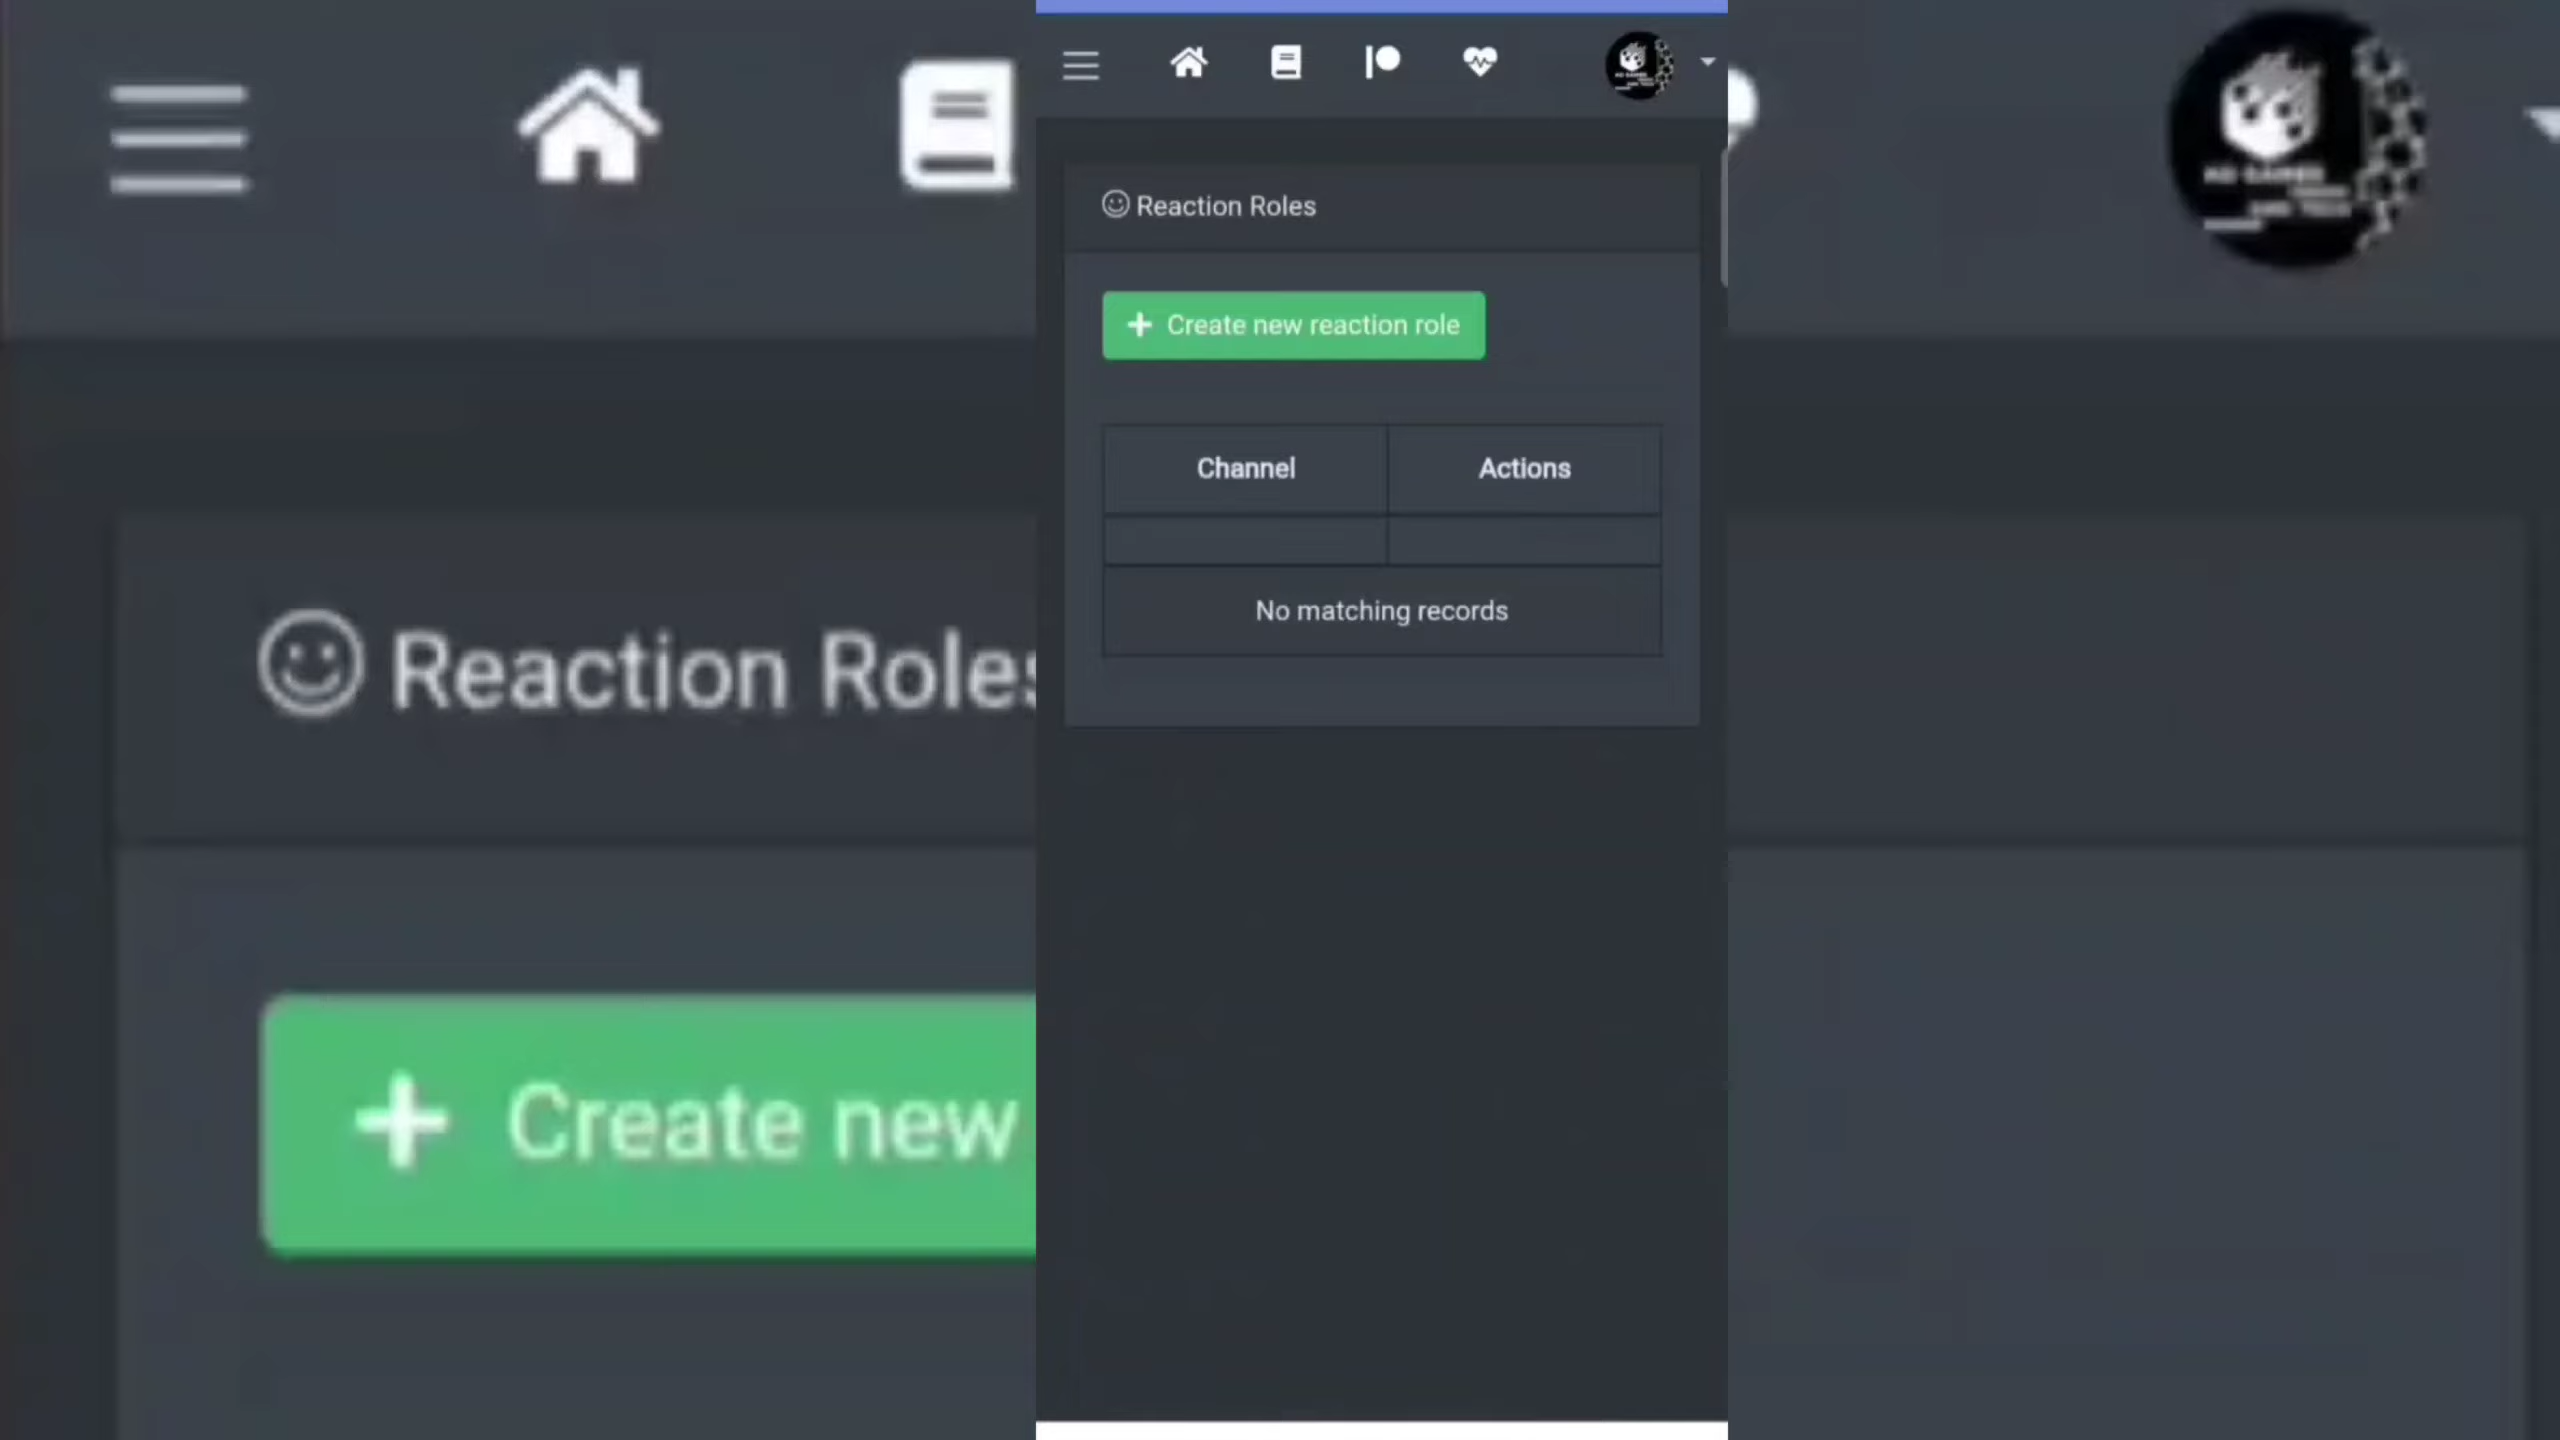 Reaction Roles
Create new reaction role
Channel Actions
No matching records
Reaction Roles
Create new